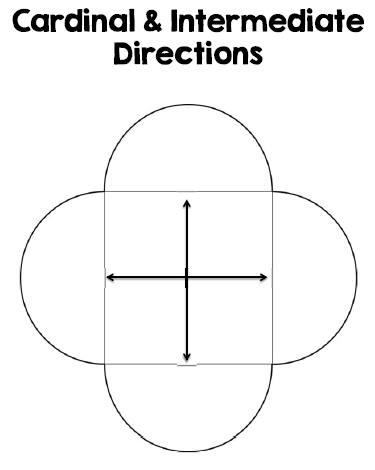 Cardinal & Intermediate
Directions